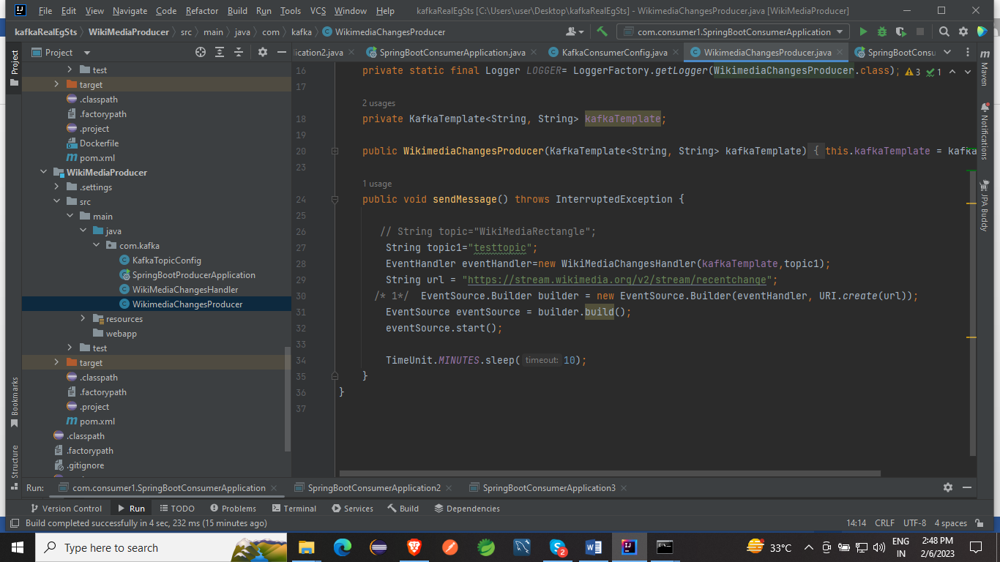 File Edit View Navigate Code Refactor Build Run Tools VCS Window Help kafkaRealEgSts [C:\Users\user\Desktop\kafkaRealEgSts] - WikimediaChangesProducer.java [WikiMediaProducer]
kafkaRealEgSts WikiMediaProducer src main java com kafka WikimediaChangesProducer com.consumer1.SpringBootConsumerApplication
Project
lication2.java SpringBootConsumerApplication.java KafkaConsumerConfig.java WikimediaChangesProducer.java SpringBootConsu
Project
Bookmarks
Structure
test
target
.classpath
.factorypath
.project
Dockerfile
pom.xml
WikiMediaProducer
.settings
src
main
java
com.kafka
KafkaTopicConfig
SpringBootProducerApplication
WikiMediaChangesHandler
WikimediaChangesProducer
resources
webapp
test
target
.classpath
.factorypath
.project
pom.xml
.classpath
.factorypath
.gitignore
16 private static final Logger LOGGER= LoggerFactory.getLogger(WikimediaChangesProducer.class); 3 1
17
2 usages
18 private KafkaTemplate<String, String> kafkaTemplate;
19
20 public WikimediaChangesProducer(KafkaTemplate<String, String> kafkaTemplate) { this.kafkaTemplate = kafka
23
1 usage
24 public void sendMessage() throws InterruptedException {
25
26 // String topic="WikiMediaRectangle";
27 String topic1="testtopic";
28 EventHandler eventHandler=new WikiMediaChangesHandler(kafkaTemplate,topic1);
29 String url = "https://stream.wikimedia.org/v2/stream/recentchange";
30 /* 1*/ EventSource.Builder builder = new EventSource.Builder(eventHandler, URI.create(url));
31 EventSource eventSource = builder.build();
32 eventSource.start();
33
34 TimeUnit.MINUTES.sleep( timeout: 10);
35 }
36 }
37
Maven
Notifications
JPA Buddy
Run: com.consumer1.SpringBootConsumerApplication SpringBootConsumerApplication2 SpringBootConsumerApplication3
Version Control Run TODO Problems Terminal Services Build Dependencies
Build completed successfully in 4 sec, 232 ms (15 minutes ago) 14:14 CRLF UTF-8 4 spaces
Type here to search 33°C ENG 2:48 PM
IN 2/6/2023